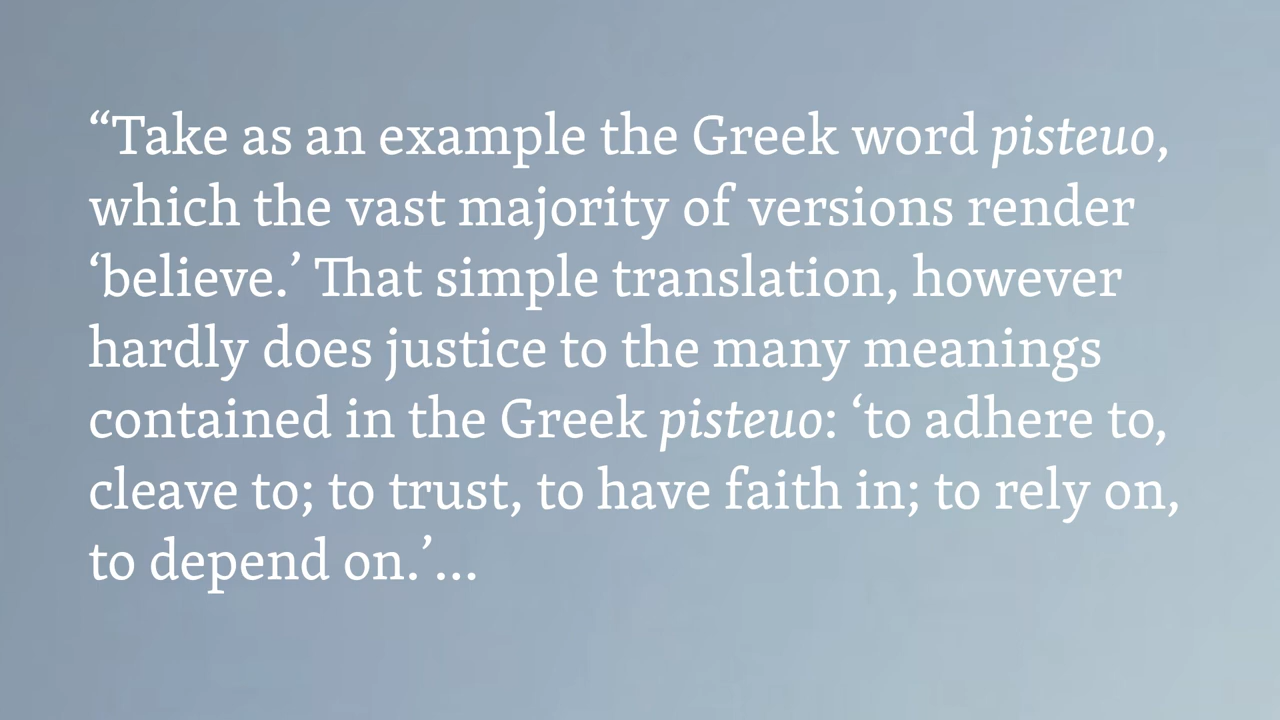 “Take as an example the Greek word pisteuo,
which the vast majority of versions render
‘believe.’ That simple translation, however
hardly does justice to the many meanings
contained in the Greek pisteuo: ‘to adhere to,
cleave to; to trust, to have faith in; to rely on,
to depend on.’...